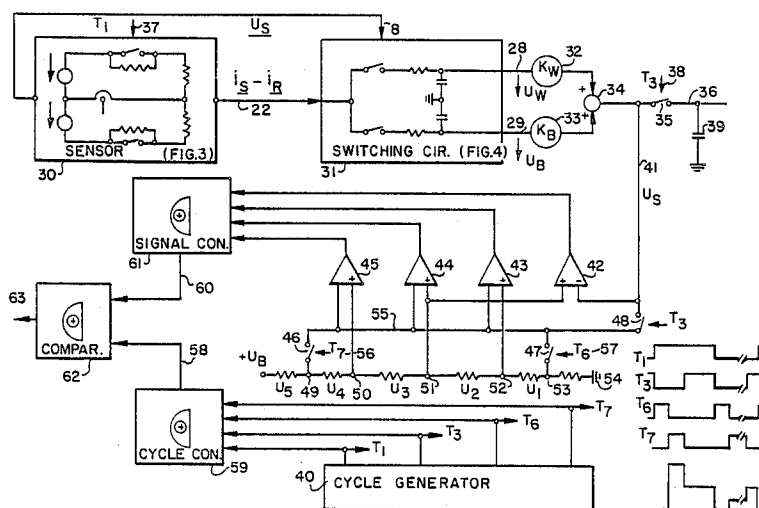 T1 37 US 8
28 KW 32
iS – iR
22
UW
+ 34 T3 38 36
35
+
29 KB 33
UB
39
SENSOR (FIG.3)
30
SWITCHING CIR. (FIG.4)
31
41
US
SIGNAL CON.
61
45 44 43 42
+ + + + -
60
63
COMPAR.
62
58
55
46 T7 56
47 T6 57
48 T3
+UB
U5 49 U4 50 U3 51 U2 52 U1 53 54
CYCLE CON.
59
T7
T6
T3
T1
40 CYCLE GENERATOR
T1
T3
T6
T7